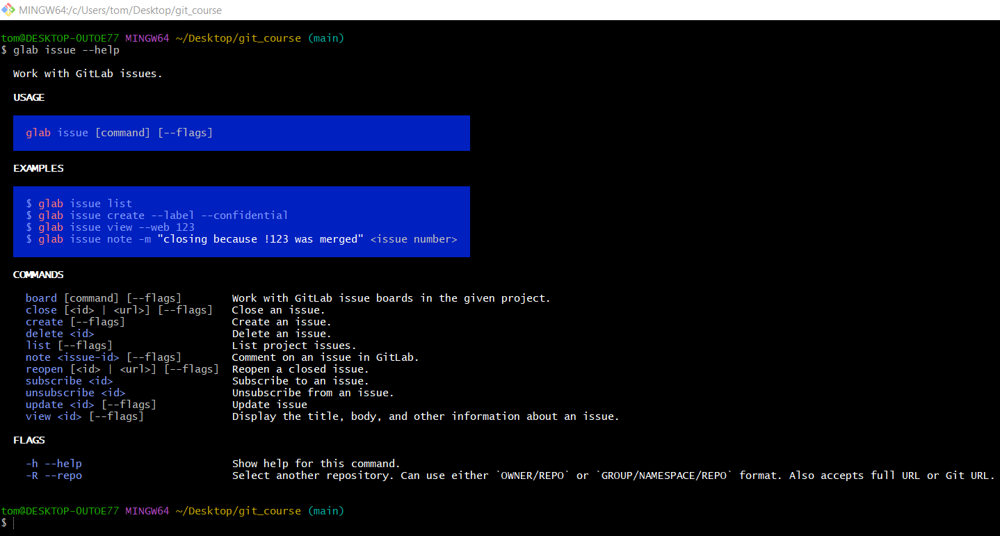 MINGW64:/c/Users/tom/Desktop/git_course
tom@DESKTOP-OUTOE77 MINGW64 ~/Desktop/git_course (main)
$ glab issue --help
Work with GitLab issues.
USAGE
glab issue [command] [--flags]
EXAMPLES
$ glab issue list
$ glab issue create --label --confidential
$ glab issue view --web 123
$ glab issue note -m "closing because !123 was merged" <issue number>
COMMANDS
board [command] [--flags] Work with GitLab issue boards in the given project.
close [<id> | <url>] [--flags] Close an issue.
create [--flags] Create an issue.
delete <id> Delete an issue.
list [--flags] List project issues.
note <issue-id> [--flags] Comment on an issue in GitLab.
reopen [<id> | <url>] [--flags] Reopen a closed issue.
subscribe <id> Subscribe to an issue.
unsubscribe <id> Unsubscribe from an issue.
update <id> [--flags] Update issue
view <id> [--flags] Display the title, body, and other information about an issue.
FLAGS
-h --help Show help for this command.
-R --repo Select another repository. Can use either `OWNER/REPO` or `GROUP/NAMESPACE/REPO` format. Also accepts full URL or Git URL.
tom@DESKTOP-OUTOE77 MINGW64 ~/Desktop/git_course (main)
$